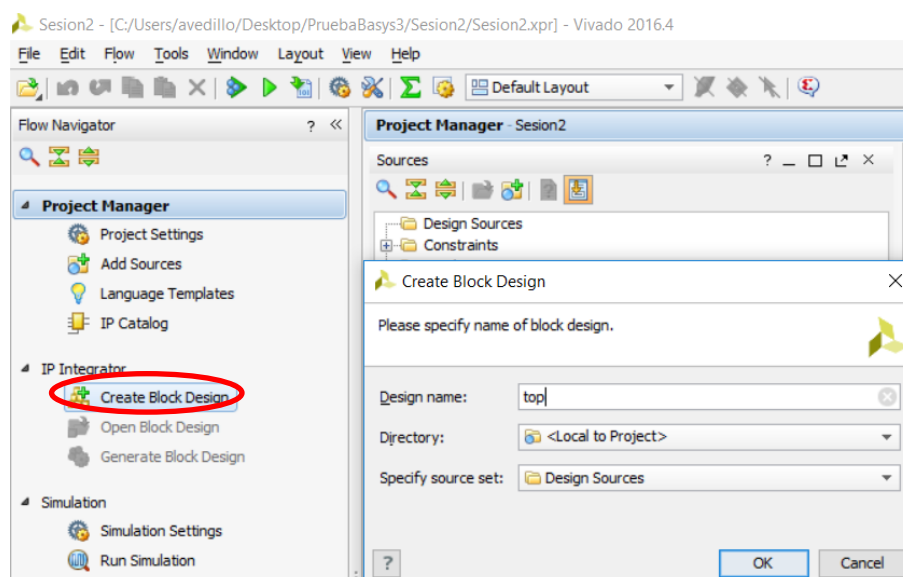 Sesion2 - [C:/Users/avedillo/Desktop/PruebaBasys3/Sesion2/Sesion2.xpr] - Vivado 2016.4
File Edit Flow Tools Window Layout View Help
Default Layout
Flow Navigator ? «
Project Manager - Sesion2
Sources ?
Project Manager
Project Settings
Add Sources
Language Templates
IP Catalog
IP Integrator
Create Block Design
Open Block Design
Generate Block Design
Simulation
Simulation Settings
Run Simulation
Design Sources
Constraints
Create Block Design
Please specify name of block design.
Design name: top
Directory: <Local to Project>
Specify source set: Design Sources
? OK Cancel